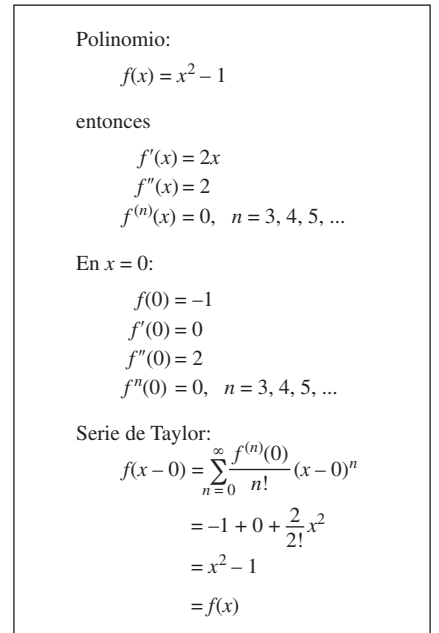 Polinomio:
f(x) = x² – 1
entonces
f′(x) = 2x
f″(x) = 2
f⁽ⁿ⁾(x) = 0, n = 3, 4, 5, ...
En x = 0:
f(0) = –1
f′(0) = 0
f″(0) = 2
fⁿ(0) = 0, n = 3, 4, 5, ...
Serie de Taylor:
f(x – 0) = ∑_{n = 0}^{∞} \frac{f⁽ⁿ⁾(0)}{n!} (x – 0)ⁿ
= –1 + 0 + \frac{2}{2!} x²
= x² – 1
= f(x)